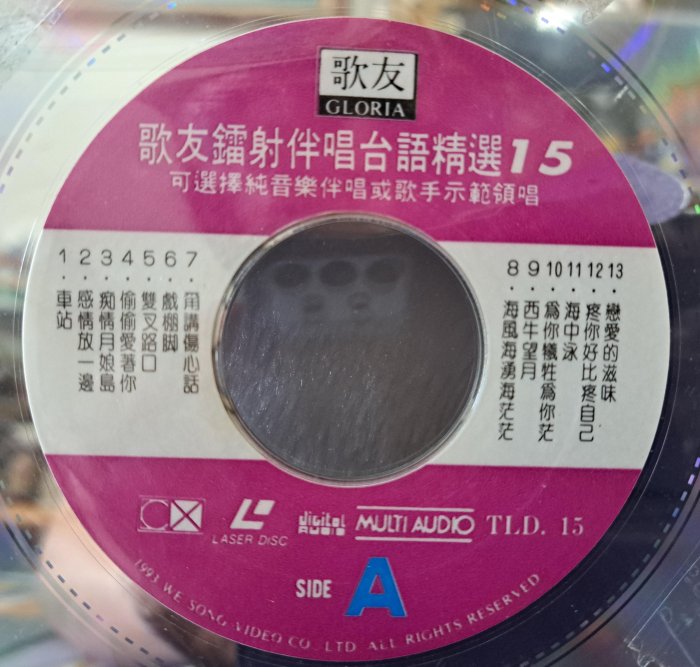 歌友
GLORIA
歌友鐳射伴唱台語精選15
可選擇純音樂伴唱或歌手示範領唱
1·車站
2·感情放一邊
3·痴情月娘島
4·偷偷愛著你
5·雙叉路口
6·戲棚脚
7·角講傷心話
8·海風海湧海茫茫
9·西牛望月
10·為你犧牲為你茫
11·海中泳
12·疼你好比疼自己
13·戀愛的滋味
LASER DISC
digital AUDIO
MULTI AUDIO
TLD. 15
SIDE A
1993 WE SONG VIDEO CO., LTD ALL RIGHTS RESERVED